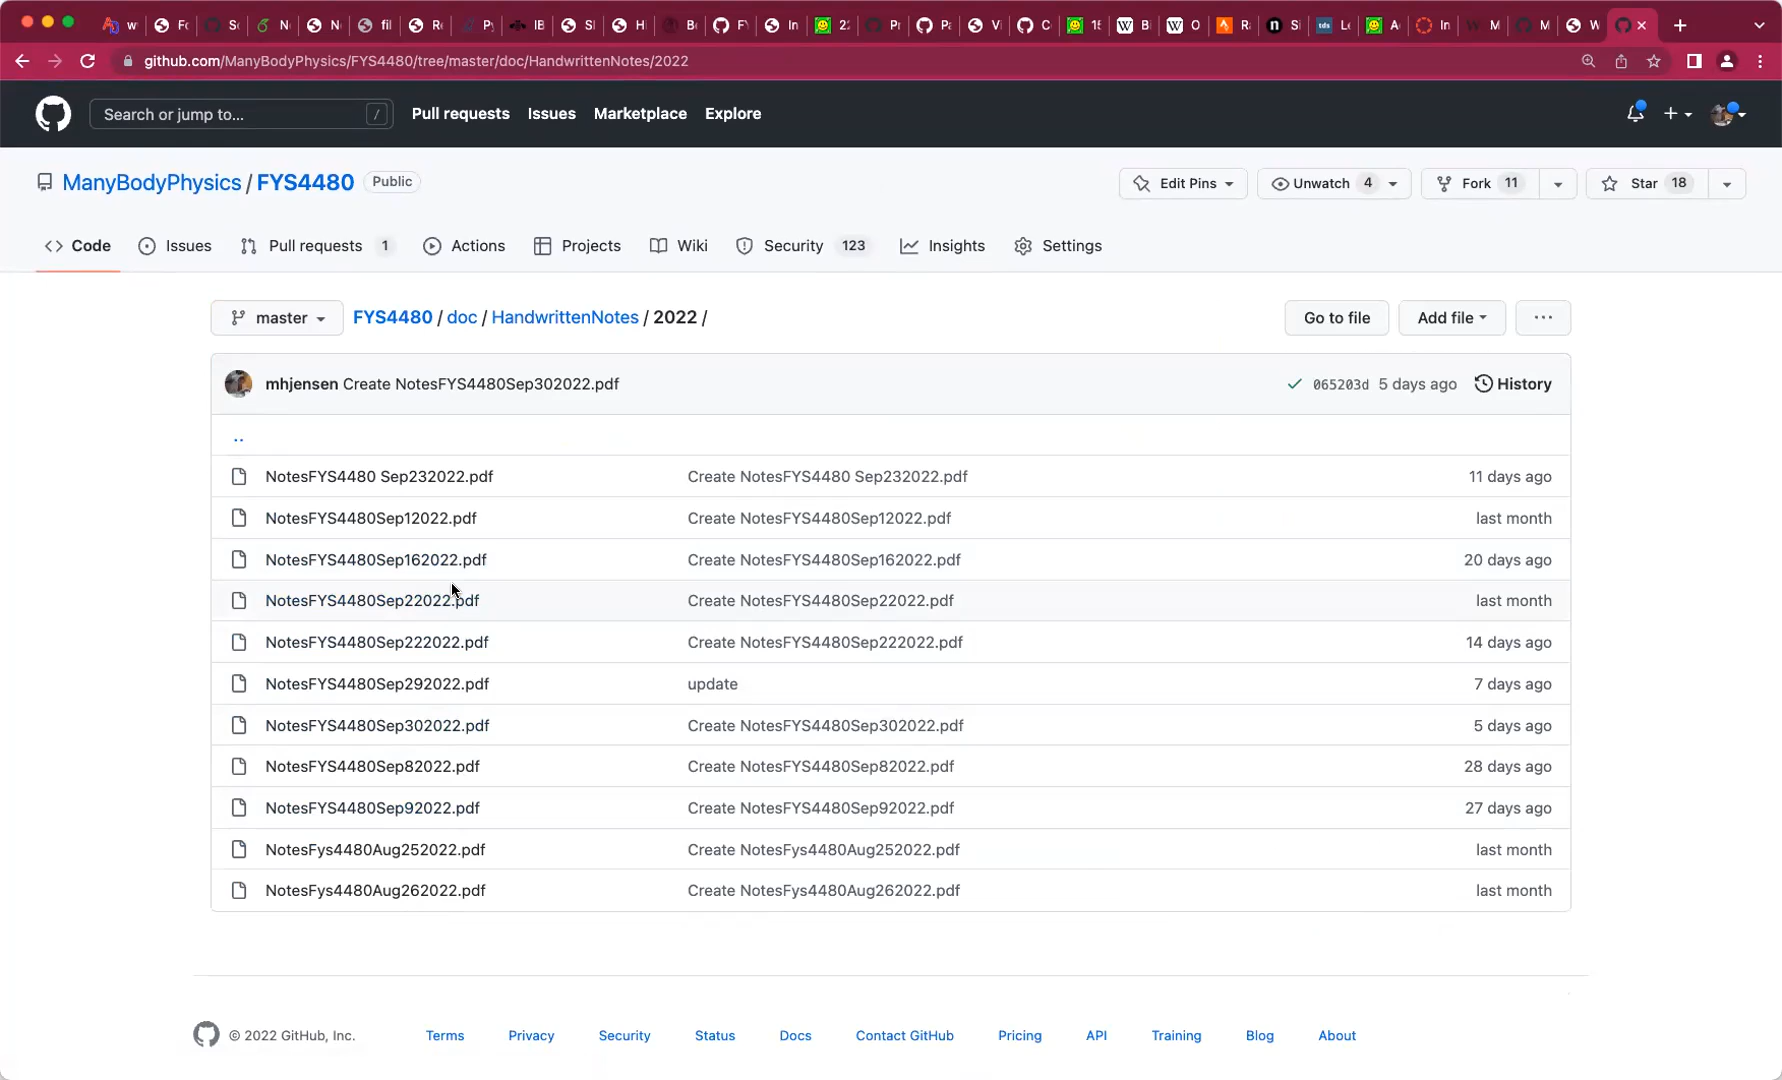 github.com/ManyBodyPhysics/FYS4480/tree/master/doc/HandwrittenNotes/2022
Search or jump to... /
Pull requests Issues Marketplace Explore
ManyBodyPhysics / FYS4480 Public
Edit Pins Unwatch 4 Fork 11 Star 18
Code Issues Pull requests 1 Actions Projects Wiki Security 123 Insights Settings
master FYS4480 / doc / HandwrittenNotes / 2022 / Go to file Add file ...
mhjensen Create NotesFYS4480Sep302022.pdf 065203d 5 days ago History
..
NotesFYS4480 Sep232022.pdf Create NotesFYS4480 Sep232022.pdf 11 days ago
NotesFYS4480Sep12022.pdf Create NotesFYS4480Sep12022.pdf last month
NotesFYS4480Sep162022.pdf Create NotesFYS4480Sep162022.pdf 20 days ago
NotesFYS4480Sep22022.pdf Create NotesFYS4480Sep22022.pdf last month
NotesFYS4480Sep222022.pdf Create NotesFYS4480Sep222022.pdf 14 days ago
NotesFYS4480Sep292022.pdf update 7 days ago
NotesFYS4480Sep302022.pdf Create NotesFYS4480Sep302022.pdf 5 days ago
NotesFYS4480Sep82022.pdf Create NotesFYS4480Sep82022.pdf 28 days ago
NotesFYS4480Sep92022.pdf Create NotesFYS4480Sep92022.pdf 27 days ago
NotesFys4480Aug252022.pdf Create NotesFys4480Aug252022.pdf last month
NotesFys4480Aug262022.pdf Create NotesFys4480Aug262022.pdf last month
© 2022 GitHub, Inc. Terms Privacy Security Status Docs Contact GitHub Pricing API Training Blog About